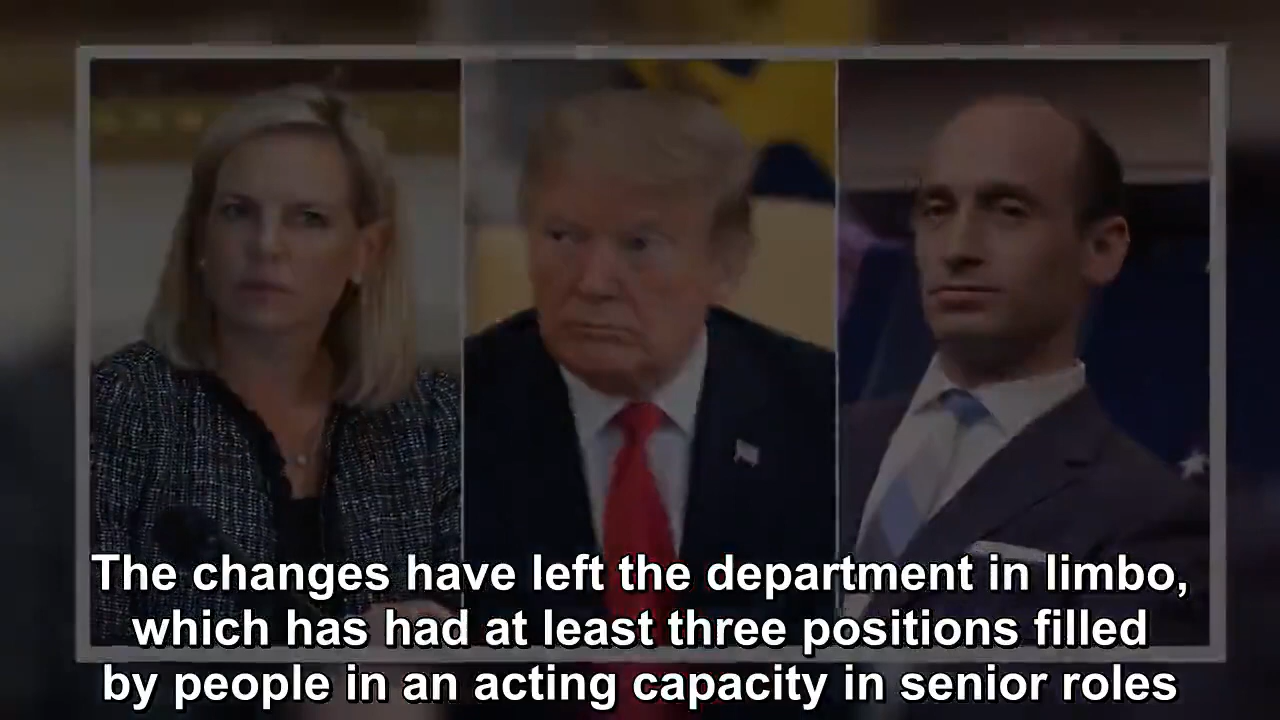 The changes have left the department in limbo,
which has had at least three positions filled
by people in an acting capacity in senior roles